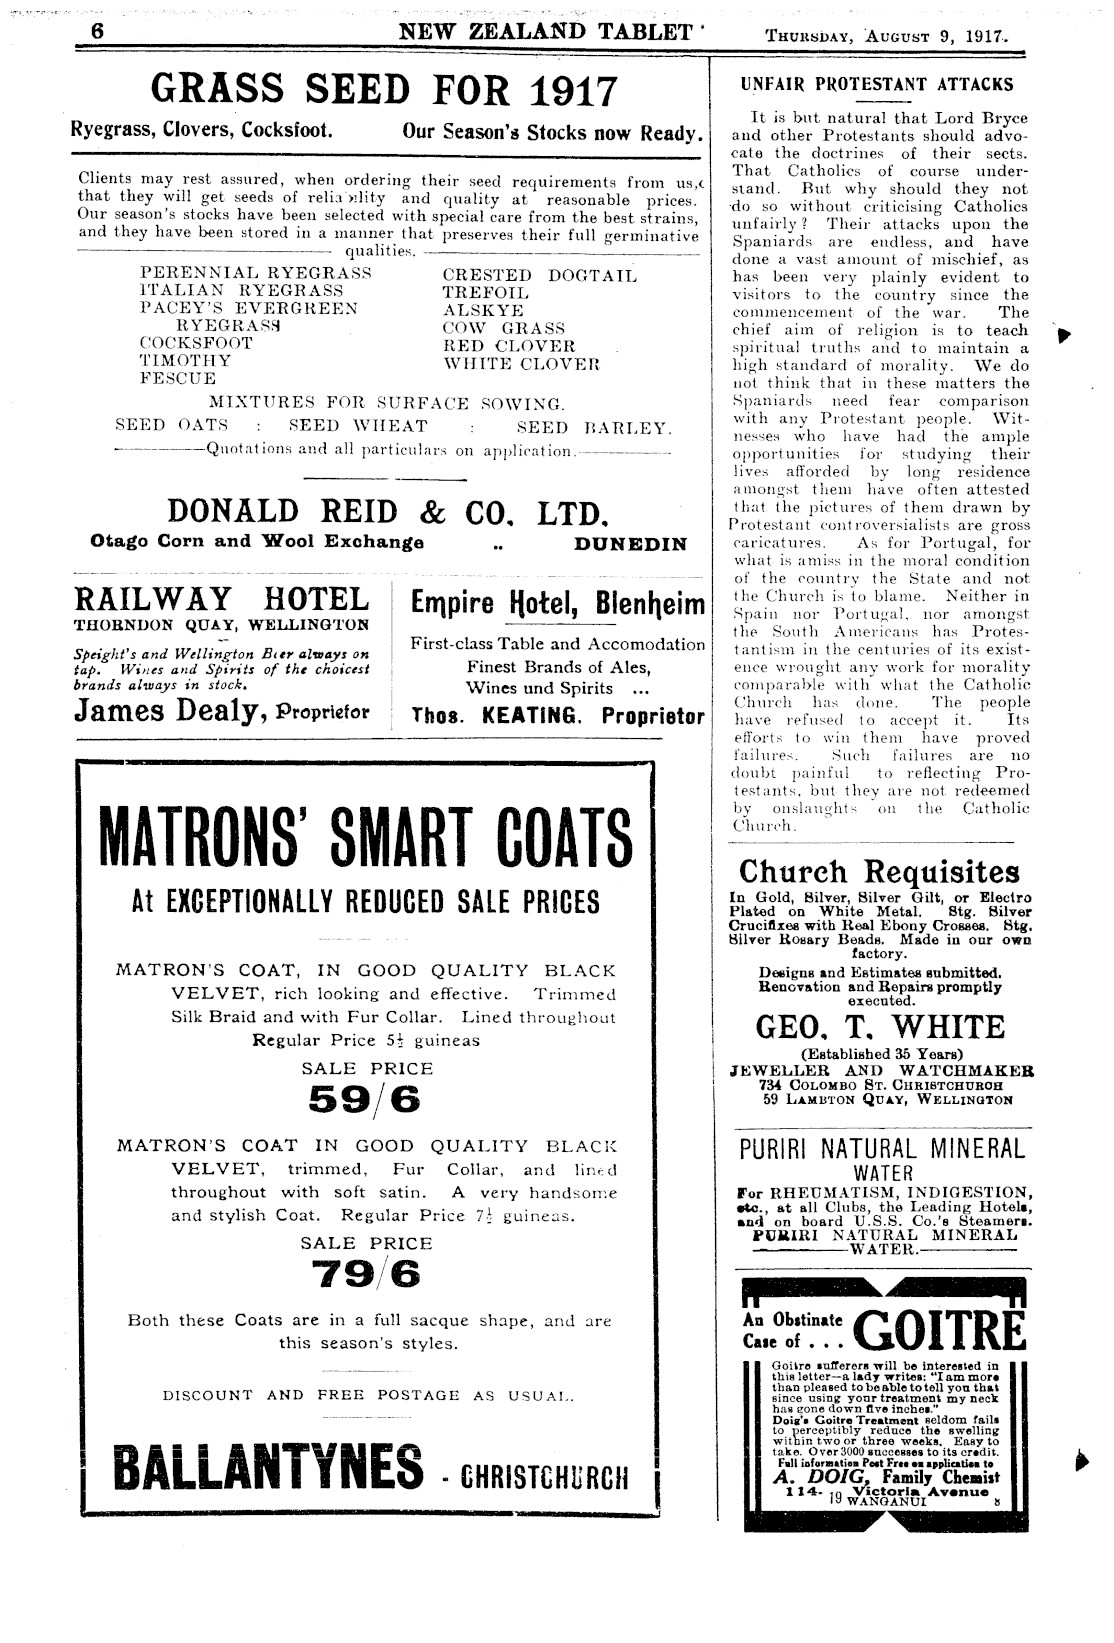 6
NEW ZEALAND TABLET
THURSDAY, AUGUST 9, 1917.
GRASS SEED FOR 1917
Ryegrass, Clovers, Cocksfoot. Our Season's Stocks now Ready.
Clients may rest assured, when ordering their seed requirements from us,
that they will get seeds of reliability and quality at reasonable prices.
Our season's stocks have been selected with special care from the best strains,
and they have been stored in a manner that preserves their full germinative
qualities.
PERENNIAL RYEGRASS
ITALIAN RYEGRASS
PACEY'S EVERGREEN
RYEGRASS
COCKSFOOT
TIMOTHY
FESCUE
CRESTED DOGTAIL
TREFOIL
ALSKYE
COW GRASS
RED CLOVER
WHITE CLOVER
MIXTURES FOR SURFACE SOWING.
SEED OATS : SEED WHEAT : SEED BARLEY.
Quotations and all particulars on application.
DONALD REID & CO. LTD.
Otago Corn and Wool Exchange .. DUNEDIN
RAILWAY HOTEL
THORNDON QUAY, WELLINGTON
Speight's and Wellington Beer always on
tap. Wines and Spirits of the choicest
brands always in stock.
James Dealy, Proprietor
Empire Hotel, Blenheim
First-class Table and Accomodation
Finest Brands of Ales,
Wines und Spirits ...
Thos. KEATING. Proprietor
MATRONS' SMART COATS
At EXCEPTIONALLY REDUCED SALE PRICES
MATRON'S COAT, IN GOOD QUALITY BLACK
VELVET, rich looking and effective. Trimmed
Silk Braid and with Fur Collar. Lined throughout
Regular Price 5½ guineas
SALE PRICE
59/6
MATRON'S COAT IN GOOD QUALITY BLACK
VELVET, trimmed, Fur Collar, and lined
throughout with soft satin. A very handsome
and stylish Coat. Regular Price 7½ guineas.
SALE PRICE
79/6
Both these Coats are in a full sacque shape, and are
this season's styles.
DISCOUNT AND FREE POSTAGE AS USUAL.
BALLANTYNES - CHRISTCHURCH
UNFAIR PROTESTANT ATTACKS
It is but natural that Lord Bryce
and other Protestants should advo-
cate the doctrines of their sects.
That Catholics of course under-
stand. But why should they not
do so without criticising Catholics
unfairly? Their attacks upon the
Spaniards are endless, and have
done a vast amount of mischief, as
has been very plainly evident to
visitors to the country since the
commencement of the war. The
chief aim of religion is to teach
spiritual truths and to maintain a
high standard of morality. We do
not think that in these matters the
Spaniards need fear comparison
with any Protestant people. Wit-
nesses who have had the ample
opportunities for studying their
lives afforded by long residence
amongst them have often attested
that the pictures of them drawn by
Protestant controversialists are gross
caricatures. As for Portugal, for
what is amiss in the moral condition
of the country the State and not
the Church is to blame. Neither in
Spain nor Portugal, nor amongst
the South Americans has Protes-
tantism in the centuries of its exist-
ence wrought any work for morality
comparable with what the Catholic
Church has done. The people
have refused to accept it. Its
efforts to win them have proved
failures. Such failures are no
doubt painful to reflecting Pro-
testants, but they are not redeemed
by onslaughts on the Catholic
Church.
Church Requisites
In Gold, Silver, Silver Gilt, or Electro
Plated on White Metal. Stg. Silver
Crucifixes with Real Ebony Crosses. Stg.
Silver Rosary Beads. Made in our own
factory.
Designs and Estimates submitted.
Renovation and Repairs promptly
executed.
GEO. T. WHITE
(Established 35 Years)
JEWELLER AND WATCHMAKER
734 COLOMBO ST. CHRISTCHURCH
59 LAMBTON QUAY, WELLINGTON
PURIRI NATURAL MINERAL
WATER
For RHEUMATISM, INDIGESTION,
etc., at all Clubs, the Leading Hotels,
and on board U.S.S. Co.'s Steamers.
PURIRI NATURAL MINERAL
WATER.
An Obstinate
Case of . . . GOITRE
Goitre sufferers will be interested in
this letter—a lady writes: "I am more
than pleased to be able to tell you that
since using your treatment my neck
has gone down five inches."
Doig's Goitre Treatment seldom fails
to perceptibly reduce the swelling
within two or three weeks. Easy to
take. Over 3000 successes to its credit.
Full information Post Free on application to
A. DOIG, Family Chemist
114-19 Victoria Avenue
WANGANUI 8